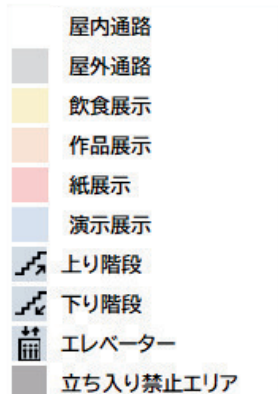 屋内通路
屋外通路
飲食展示
作品展示
紙展示
演示展示
上り階段
下り階段
エレベーター
立ち入り禁止エリア